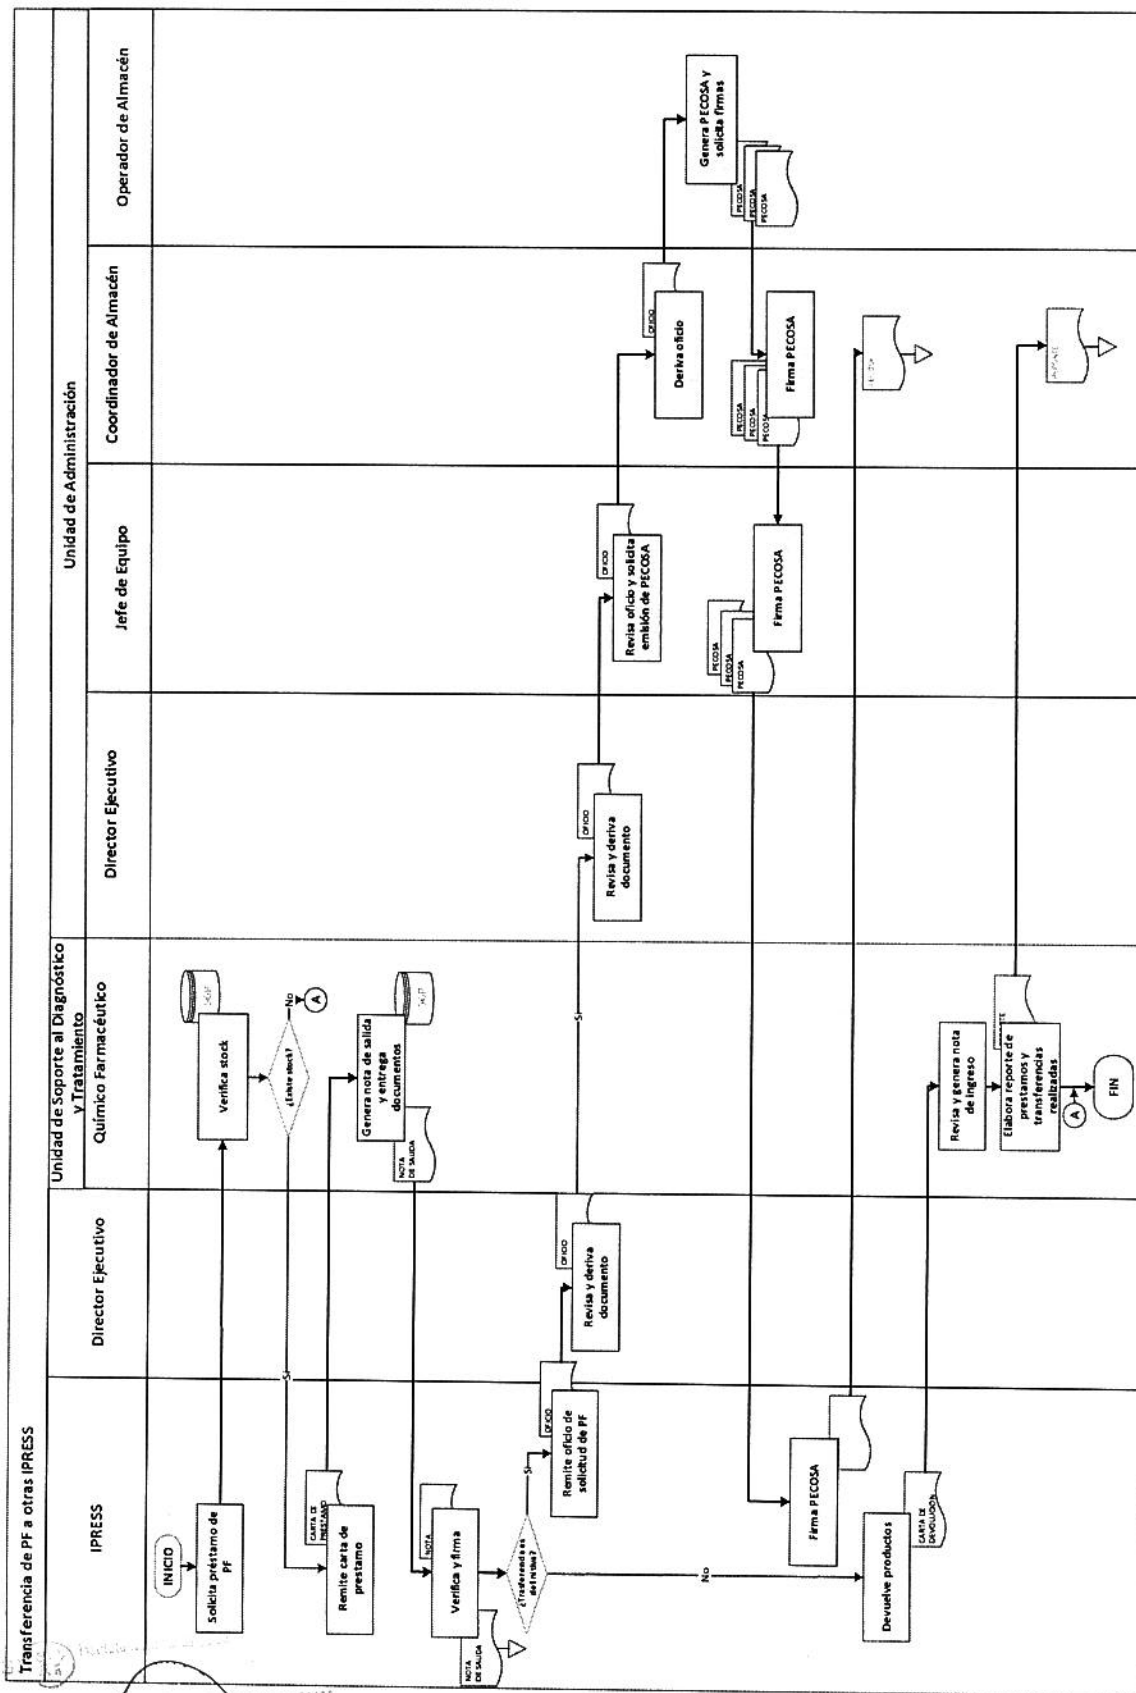 Transferencia de PF a otras IPRESS
IPRESS
Director Ejecutivo
Unidad de Soporte al Diagnóstico
y Tratamiento
Químico Farmacéutico
Unidad de Administración
Director Ejecutivo
Jefe de Equipo
Coordinador de Almacén
Operador de Almacén
INICIO
Solicita préstamo de
PF
Verifica stock
¿Existe stock?
No
A
Si
CARTA DE
PRESTAMO
Remite carta de
prestamo
Genera nota de salida
y entrega
documentos
NOTA
DE SALIDA
NOTA
Verifica y firma
NOTA
DE SALIDA
Si
No
OFICIO
Remite oficio de
solicitud de PF
OFICIO
Revisa y deriva
documento
Si
OFICIO
Revisa y deriva
documento
OFICIO
Revisa oficio y solicita
emisión de PECOSA
OFICIO
Deriva oficio
Genera PECOSA y
solicita firmas
PECOSA
PECOSA
PECOSA
PECOSA
PECOSA
PECOSA
Firma PECOSA
PECOSA
PECOSA
PECOSA
Firma PECOSA
Firma PECOSA
Devuelve productos
CARTA DE
DEVOLUCIÓN
Revisa y genera nota
de ingreso
Elabora reporte de
prestamos y
transferencias
realizadas
A
FIN